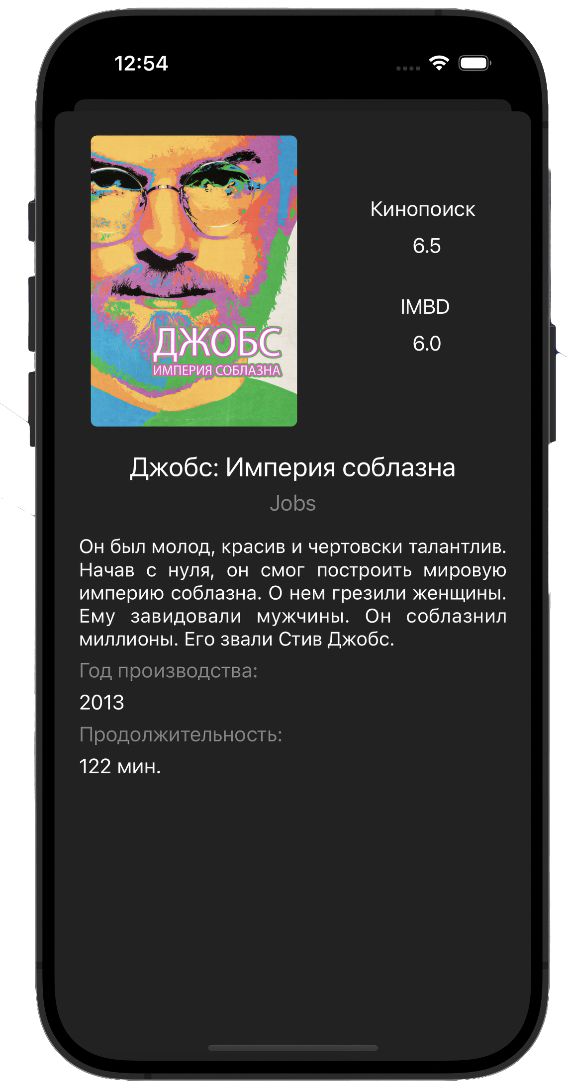 12:54
ДЖОБС
ИМПЕРИЯ СОБЛАЗНА
Кинопоиск
6.5
IMBD
6.0
Джобс: Империя соблазна
Jobs
Он был молод, красив и чертовски талантлив.
Начав с нуля, он смог построить мировую
империю соблазна. О нем грезили женщины.
Ему завидовали мужчины. Он соблазнил
миллионы. Его звали Стив Джобс.
Год производства:
2013
Продолжительность:
122 мин.